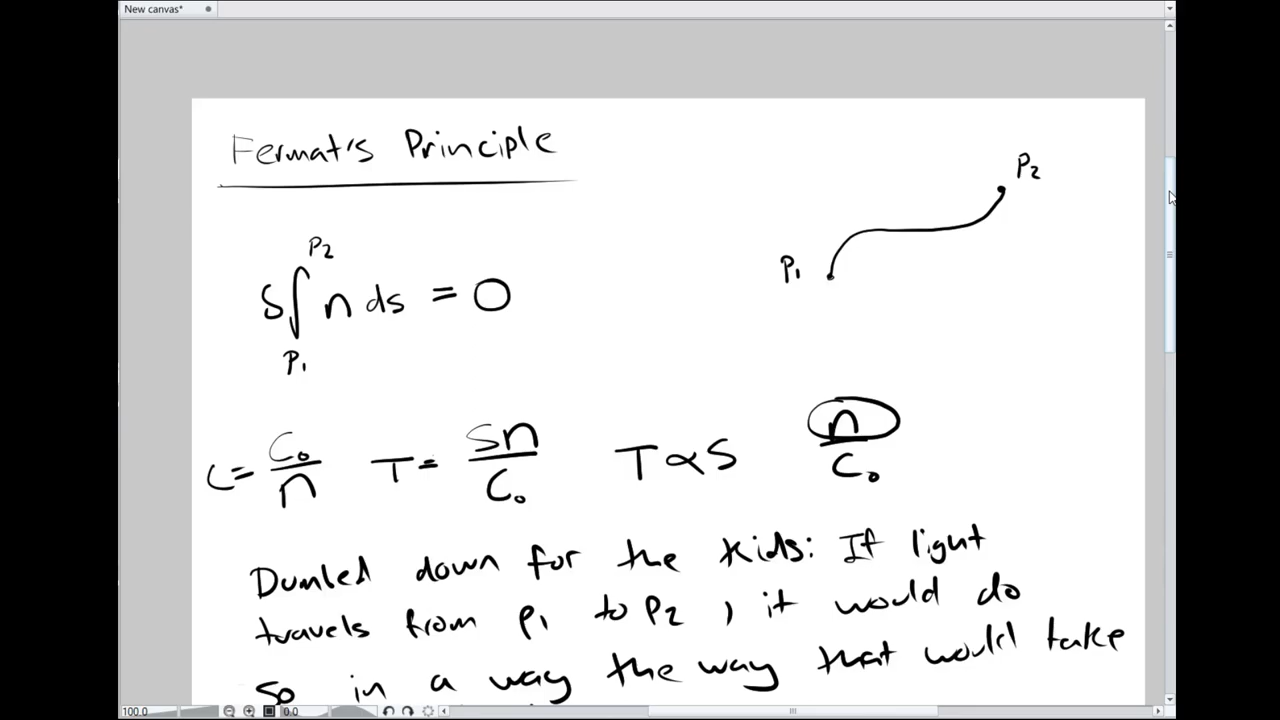 New canvas*
Fermat's Principle
P2
P1
δ∫ n ds = 0
P2
P1
C = C₀/n T = Sn/C₀ T ∝ S n/C₀
Dumbed down for the kids: If light
travels from P1 to P2, it would do
so in a way the way that would take
100.0 0.0